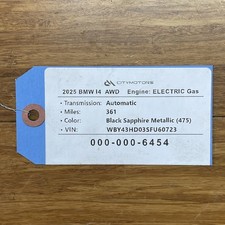 CITYMOTORS
2025 BMW I4 AWD Engine: ELECTRIC Gas
• Transmission: Automatic
• Miles: 361
• Color: Black Sapphire Metallic (475)
• VIN: WBY43HD03SFU60723
000-000-6454